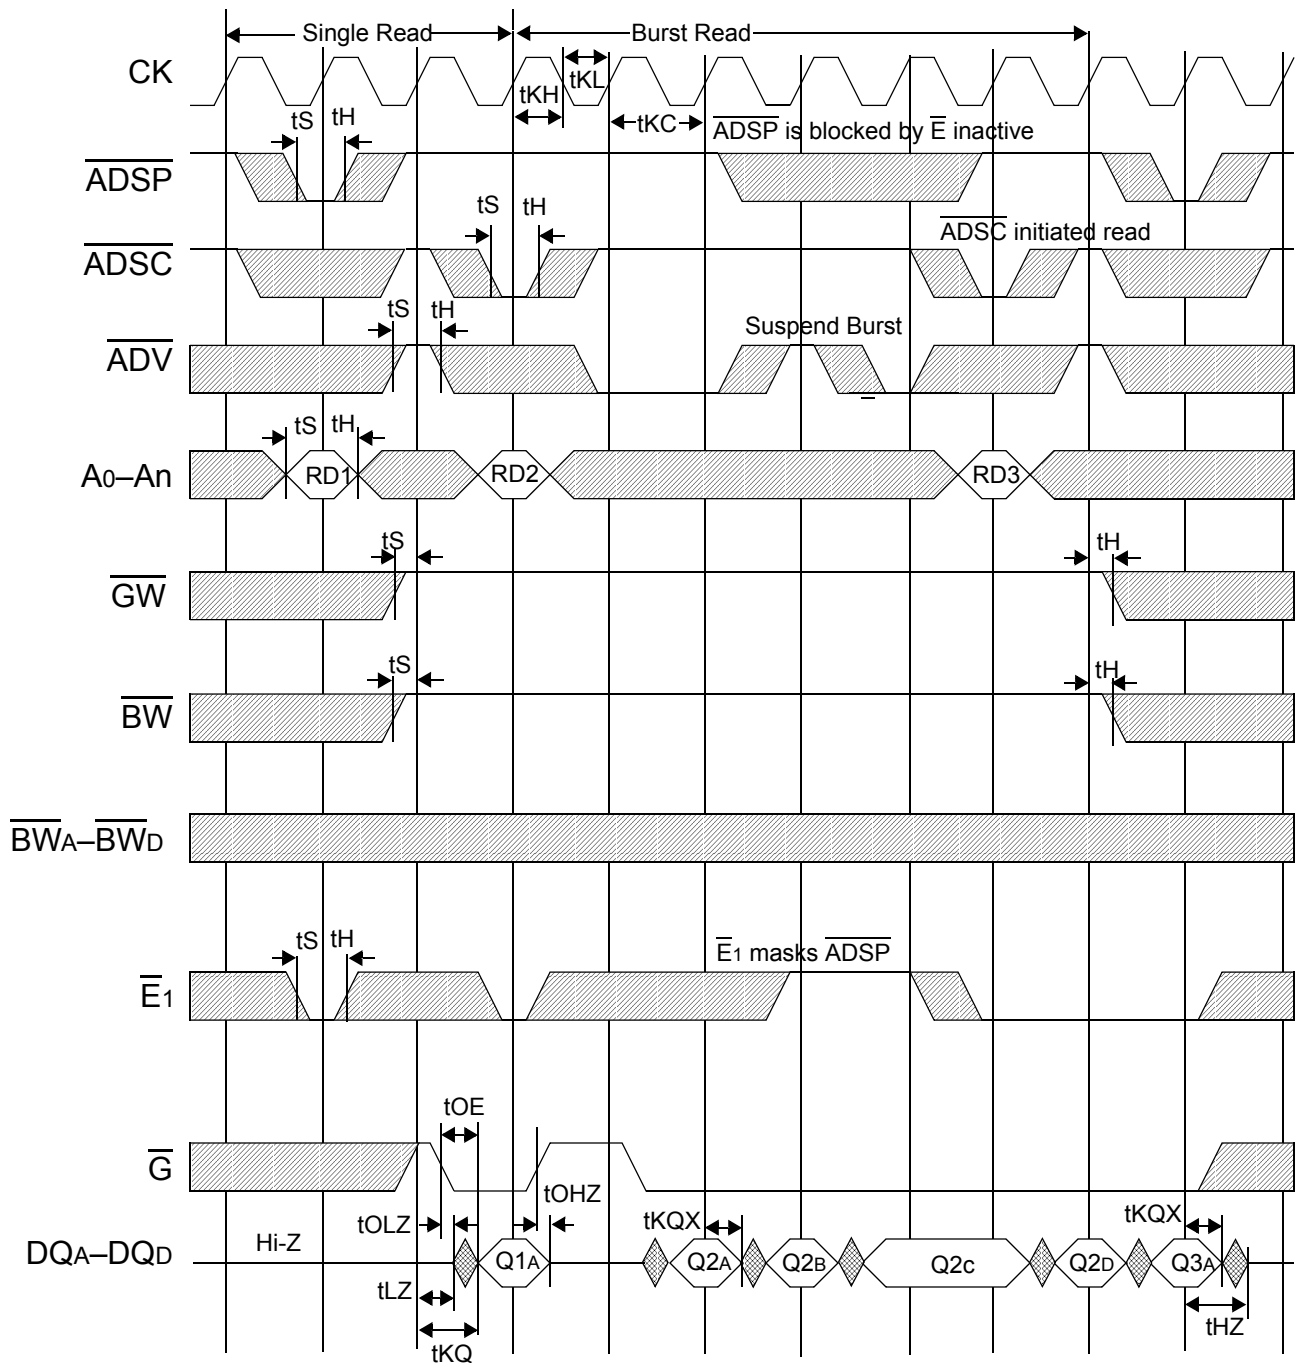 Single Read
Burst Read
CK
tKL
tKH
tS
tH
tKC
ADSP is blocked by E inactive
ADSP
tS
tH
ADSC initiated read
ADSC
tS
tH
Suspend Burst
ADV
tS
tH
A0–An
RD1
RD2
RD3
tS
tH
GW
tS
tH
BW
BWA–BWD
tS
tH
E1 masks ADSP
E1
tOE
G
tOHZ
tOLZ
tKQX
tKQX
DQA–DQD
Hi-Z
Q1A
Q2A
Q2B
Q2c
Q2D
Q3A
tLZ
tHZ
tKQ